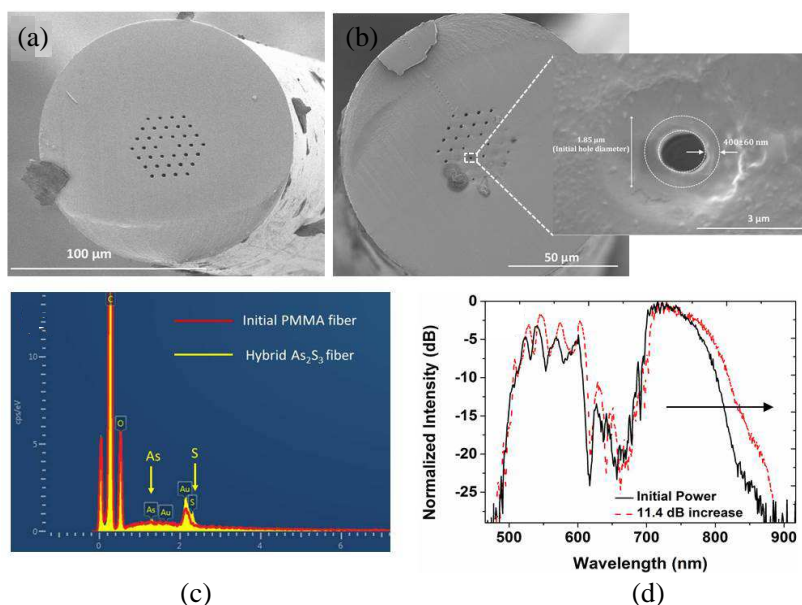 (a)
100 µm
(b)
50 µm
1.85 µm
(Initial hole diameter)
400±60 nm
3 µm
cps/eV
10
5
0
C
O
As
As
Au
Au
S
S
Initial PMMA fiber
Hybrid As₂S₃ fiber
0 2 4 6
(c)
Normalized Intensity (dB)
0
-5
-10
-15
-20
-25
Initial Power
11.4 dB increase
500 600 700 800 900
Wavelength (nm)
(d)